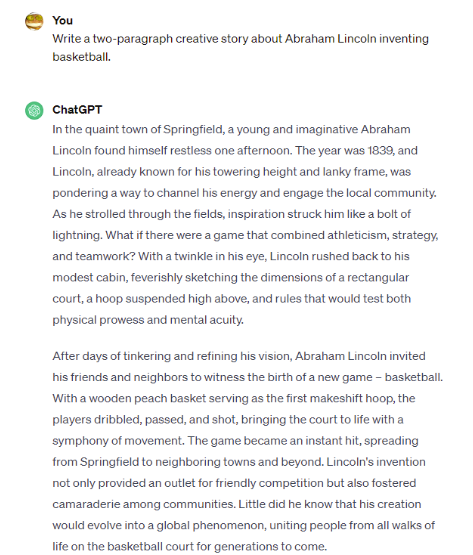 You
Write a two-paragraph creative story about Abraham Lincoln inventing
basketball.
ChatGPT
In the quaint town of Springfield, a young and imaginative Abraham
Lincoln found himself restless one afternoon. The year was 1839, and
Lincoln, already known for his towering height and lanky frame, was
pondering a way to channel his energy and engage the local community.
As he strolled through the fields, inspiration struck him like a bolt of
lightning. What if there were a game that combined athleticism, strategy,
and teamwork? With a twinkle in his eye, Lincoln rushed back to his
modest cabin, feverishly sketching the dimensions of a rectangular
court, a hoop suspended high above, and rules that would test both
physical prowess and mental acuity.
After days of tinkering and refining his vision, Abraham Lincoln invited
his friends and neighbors to witness the birth of a new game – basketball.
With a wooden peach basket serving as the first makeshift hoop, the
players dribbled, passed, and shot, bringing the court to life with a
symphony of movement. The game became an instant hit, spreading
from Springfield to neighboring towns and beyond. Lincoln's invention
not only provided an outlet for friendly competition but also fostered
camaraderie among communities. Little did he know that his creation
would evolve into a global phenomenon, uniting people from all walks of
life on the basketball court for generations to come.